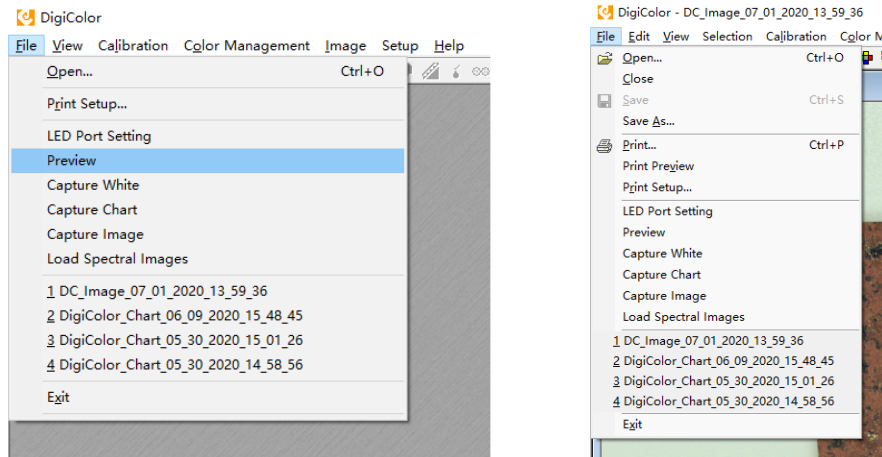 DigiColor
File View Calibration Color Management Image Setup Help
Open... Ctrl+O
Print Setup...
LED Port Setting
Preview
Capture White
Capture Chart
Capture Image
Load Spectral Images
1 DC_Image_07_01_2020_13_59_36
2 DigiColor_Chart_06_09_2020_15_48_45
3 DigiColor_Chart_05_30_2020_15_01_26
4 DigiColor_Chart_05_30_2020_14_58_56
Exit
DigiColor - DC_Image_07_01_2020_13_59_36
File Edit View Selection Calibration Color M
Open... Ctrl+O
Close
Save Ctrl+S
Save As...
Print... Ctrl+P
Print Preview
Print Setup...
LED Port Setting
Preview
Capture White
Capture Chart
Capture Image
Load Spectral Images
1 DC_Image_07_01_2020_13_59_36
2 DigiColor_Chart_06_09_2020_15_48_45
3 DigiColor_Chart_05_30_2020_15_01_26
4 DigiColor_Chart_05_30_2020_14_58_56
Exit